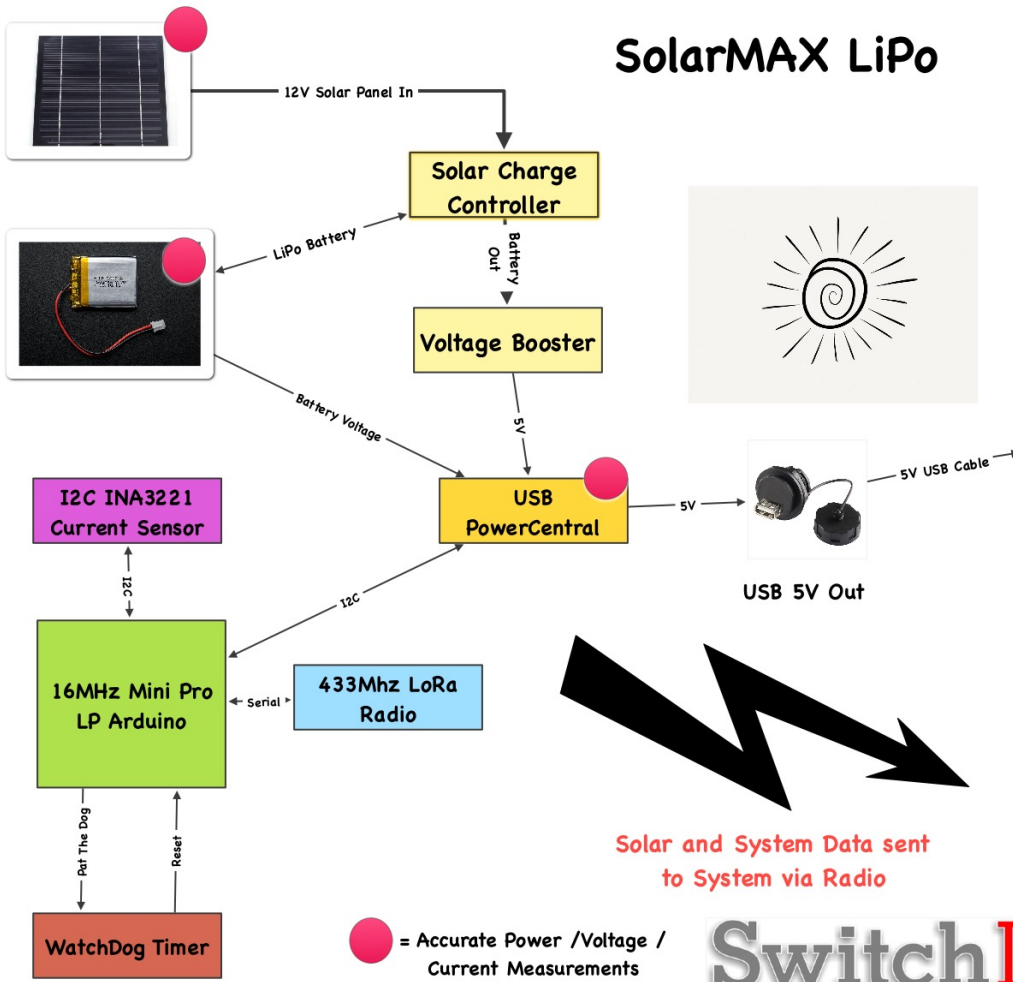 SolarMAX LiPo
12V Solar Panel In
Solar Charge
Controller
LiPo Battery
Battery
Out
Voltage Booster
Battery Voltage
5V
I2C INA3221
Current Sensor
USB
PowerCentral
5V
5V USB Cable
USB 5V Out
I2C
I2C
16MHz Mini Pro
LP Arduino
Serial
433Mhz LoRa
Radio
Pat The Dog
Reset
Solar and System Data sent
to System via Radio
WatchDog Timer
= Accurate Power /Voltage /
Current Measurements
Switch